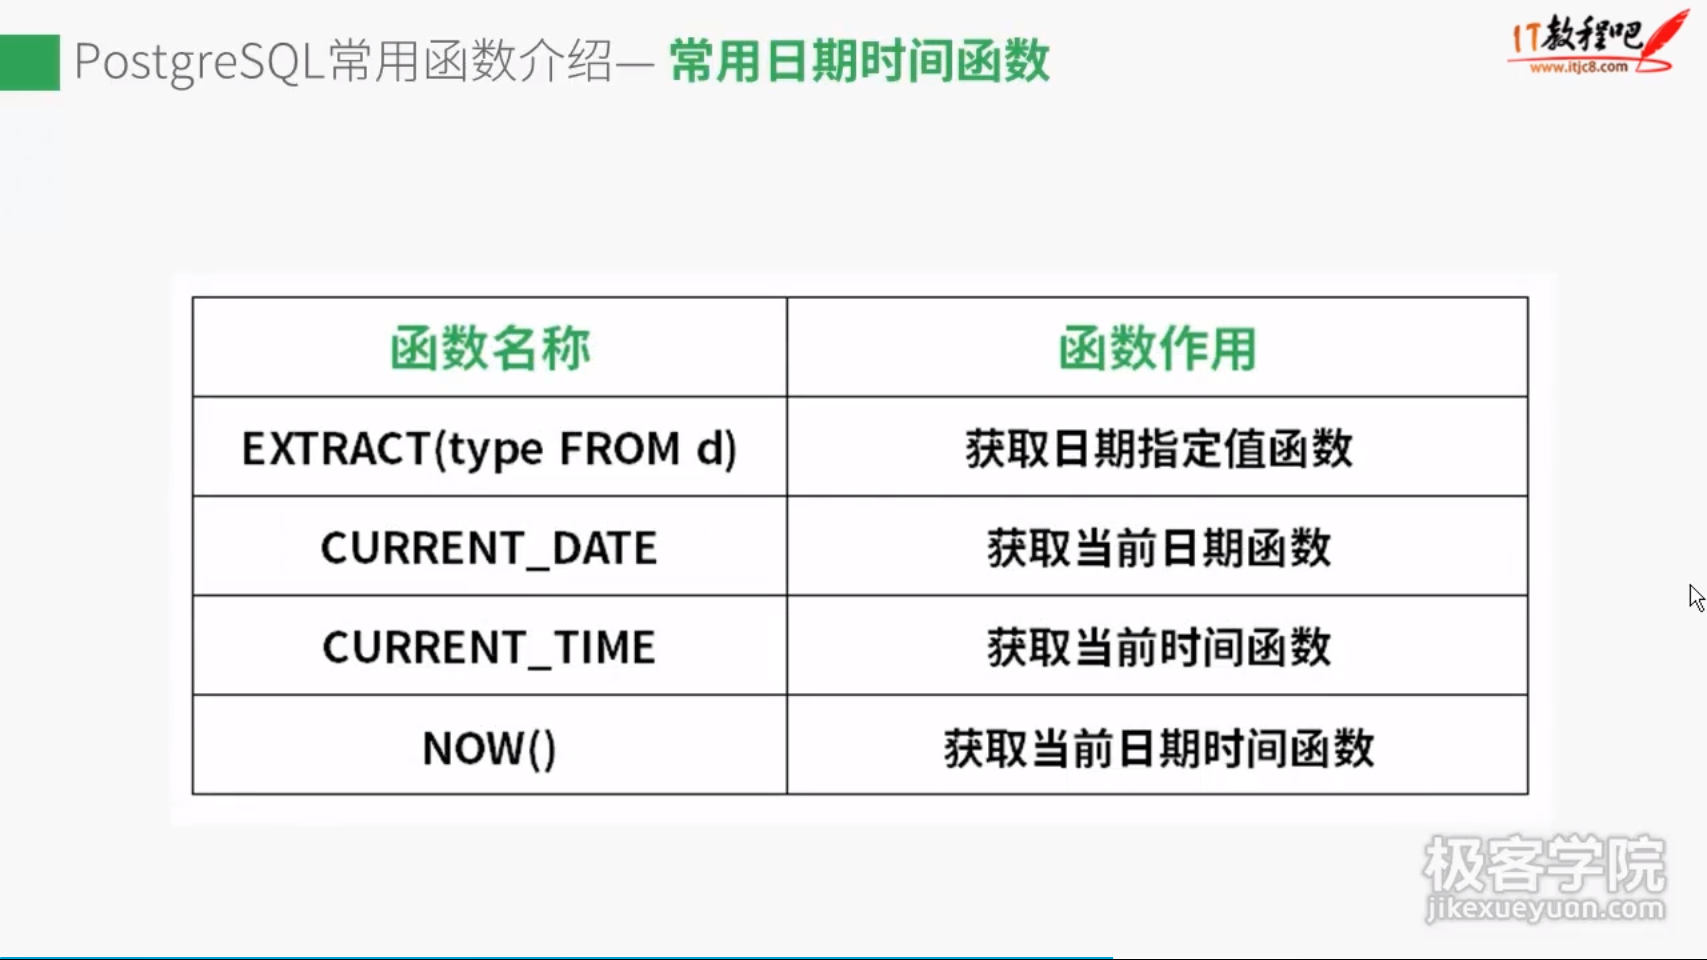 PostgreSQL常用函数介绍— 常用日期时间函数
IT教程吧
www.itjc8.com
函数名称 函数作用
EXTRACT(type FROM d) 获取日期指定值函数
CURRENT_DATE 获取当前日期函数
CURRENT_TIME 获取当前时间函数
NOW() 获取当前日期时间函数
极客学院
jikexueyuan.com